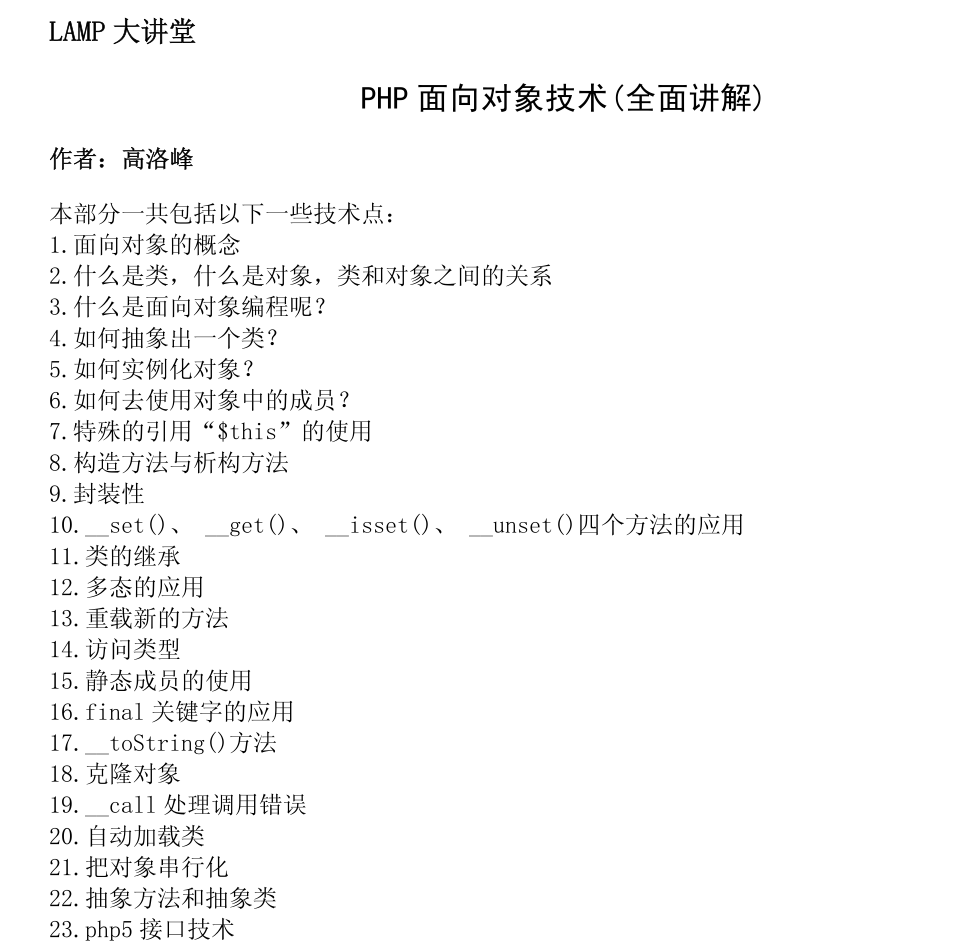 LAMP 大讲堂
PHP 面向对象技术(全面讲解)
作者：高洛峰
本部分一共包括以下一些技术点：
1.面向对象的概念
2.什么是类，什么是对象，类和对象之间的关系
3.什么是面向对象编程呢？
4.如何抽象出一个类？
5.如何实例化对象？
6.如何去使用对象中的成员？
7.特殊的引用“$this”的使用
8.构造方法与析构方法
9.封装性
10.__set()、 __get()、 __isset()、 __unset()四个方法的应用
11.类的继承
12.多态的应用
13.重载新的方法
14.访问类型
15.静态成员的使用
16.final 关键字的应用
17.__toString()方法
18.克隆对象
19.__call 处理调用错误
20.自动加载类
21.把对象串行化
22.抽象方法和抽象类
23.php5 接口技术